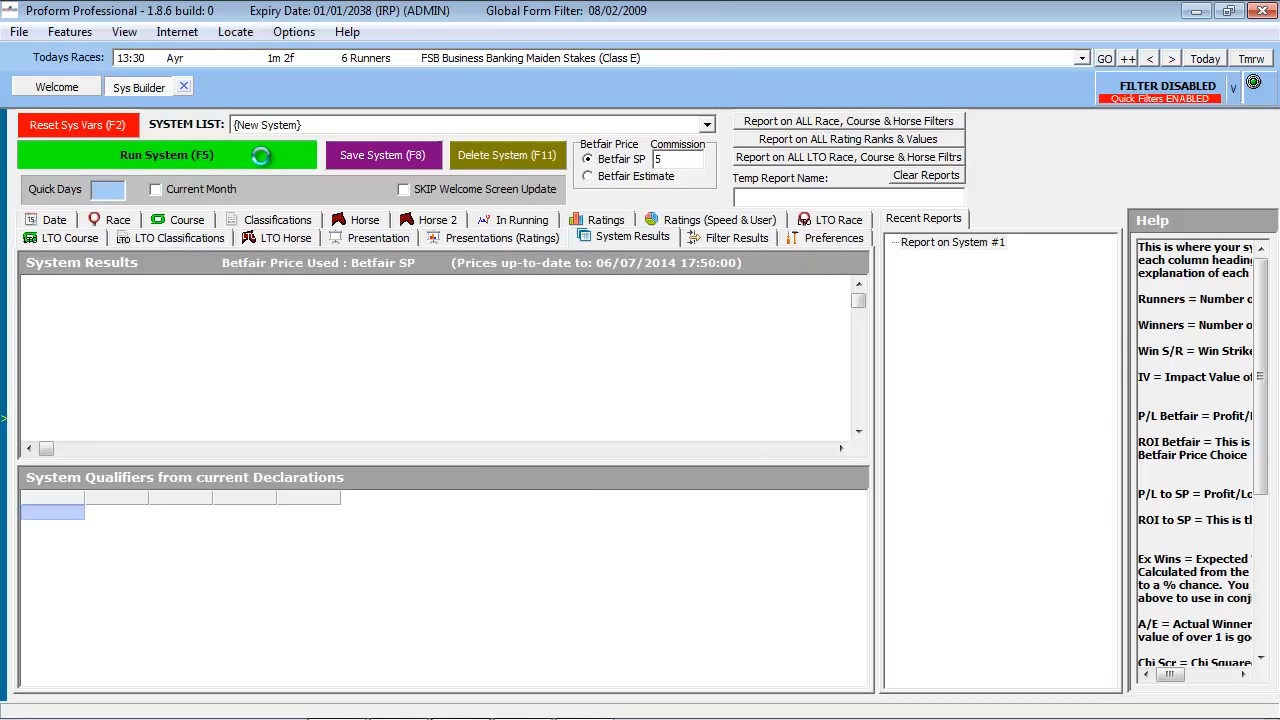 Proform Professional - 1.8.6 build: 0 Expiry Date: 01/01/2038 (IRP) (ADMIN) Global Form Filter: 08/02/2009
File Features View Internet Locate Options Help
Todays Races: 13:30 Ayr 1m 2f 6 Runners FSB Business Banking Maiden Stakes (Class E) GO ++ < > Today Tmrw
Welcome Sys Builder FILTER DISABLED V
Quick Filters ENABLED
Reset Sys Vars (F2) SYSTEM LIST: {New System}
Run System (F5) Save System (F8) Delete System (F11)
Betfair Price Commission
Betfair SP 5
Betfair Estimate
Report on ALL Race, Course & Horse Filters
Report on ALL Rating Ranks & Values
Report on ALL LTO Race, Course & Horse Filtrs
Temp Report Name: Clear Reports
Quick Days Current Month SKIP Welcome Screen Update
Date Race Course Classifications Horse Horse 2 In Running Ratings Ratings (Speed & User) LTO Race
LTO Course LTO Classifications LTO Horse Presentation Presentations (Ratings) System Results Filter Results Preferences
System Results Betfair Price Used : Betfair SP (Prices up-to-date to: 06/07/2014 17:50:00)
System Qualifiers from current Declarations
Recent Reports
Report on System #1
Help
This is where your sy
each column heading
explanation of each
Runners = Number o
Winners = Number o
Win S/R = Win Strike
IV = Impact Value of
P/L Betfair = Profit/
ROI Betfair = This is
Betfair Price Choice
P/L to SP = Profit/Lo
ROI to SP = This is th
Ex Wins = Expected
Calculated from the
to a % chance. You
above to use in conj
A/E = Actual Winner
value of over 1 is goo
Chi Scr = Chi Square